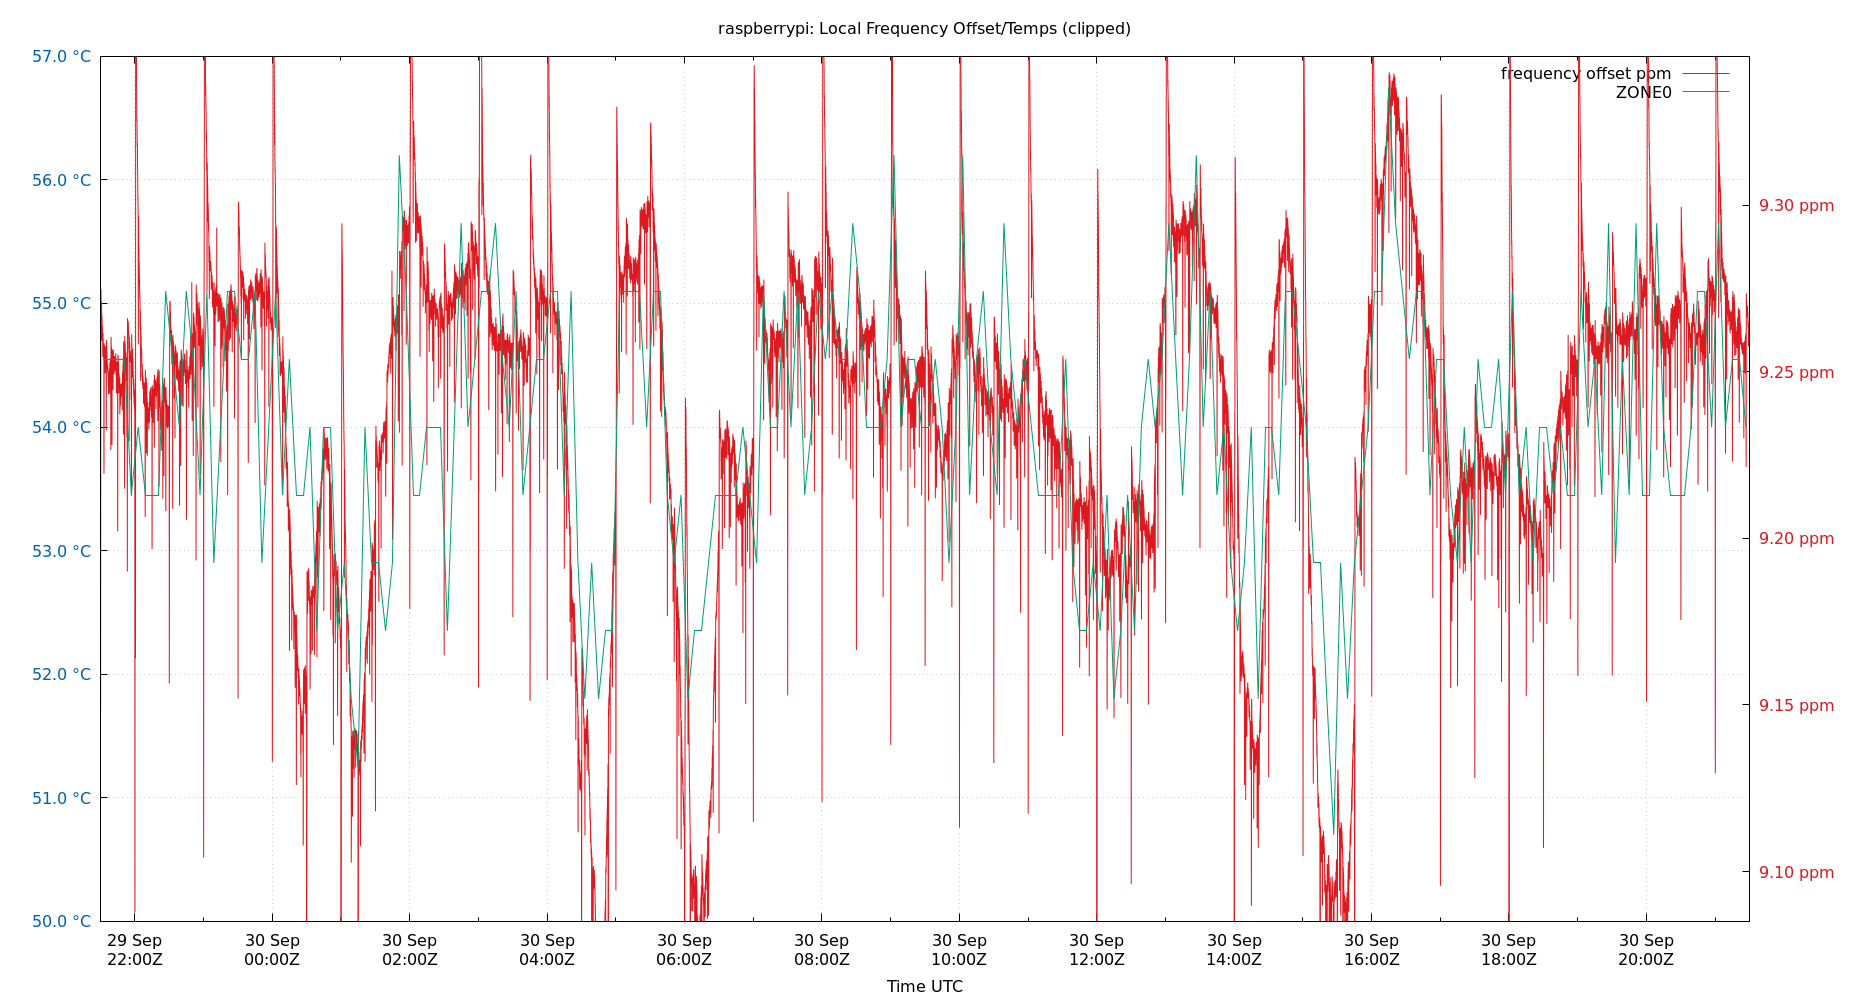 raspberrypi: Local Frequency Offset/Temps (clipped)
frequency offset ppm
ZONE0
57.0 °C
56.0 °C
55.0 °C
54.0 °C
53.0 °C
52.0 °C
51.0 °C
50.0 °C
9.30 ppm
9.25 ppm
9.20 ppm
9.15 ppm
9.10 ppm
29 Sep 30 Sep 30 Sep 30 Sep 30 Sep 30 Sep 30 Sep 30 Sep 30 Sep 30 Sep 30 Sep 30 Sep
22:00Z 00:00Z 02:00Z 04:00Z 06:00Z 08:00Z 10:00Z 12:00Z 14:00Z 16:00Z 18:00Z 20:00Z
Time UTC